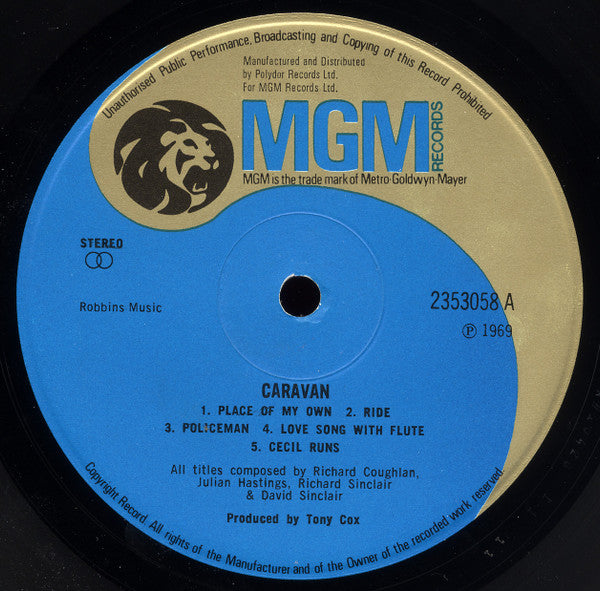 Unauthorised Public Performance, Broadcasting and Copying of this Record Prohibited
Manufactured and Distributed
by Polydor Records Ltd.
For MGM Records Ltd.
MGM
RECORDS
MGM is the trade mark of Metro-Goldwyn-Mayer
STEREO
Robbins Music
2353058 A
Ⓟ 1969
CARAVAN
1. PLACE OF MY OWN 2. RIDE
3. POLICEMAN 4. LOVE SONG WITH FLUTE
5. CECIL RUNS
All titles composed by Richard Coughlan,
Julian Hastings, Richard Sinclair
& David Sinclair
Produced by Tony Cox
Copyright Record. All rights of the Manufacturer and of the Owner of the recorded work reserved